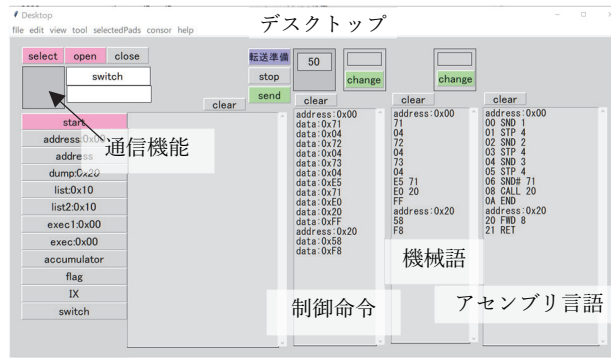 Desktop
デスクトップ
file edit view tool selectedPads consor help
select open close
switch
転送準備
stop
send
50
change
change
clear
clear
clear
clear
start
address:0x00
address
dump:0x20
list:0x10
list2:0x10
exec1:0x00
exec:0x00
accumulator
flag
IX
switch
通信機能
address:0x00
data:0x71
data:0x04
data:0x72
data:0x04
data:0x73
data:0x04
data:0xE5
data:0x71
data:0xE0
data:0x20
data:0xFF
address:0x20
data:0x58
data:0xF8
制御命令
address:0x00
71
04
72
04
73
04
E5 71
E0 20
FF
address:0x20
58
F8
機械語
address:0x00
00 SND 1
01 STP 4
02 SND 2
03 STP 4
04 SND 3
05 STP 4
06 SND# 71
08 CALL 20
0A END
address:0x20
20 FWD 8
21 RET
アセンブリ言語